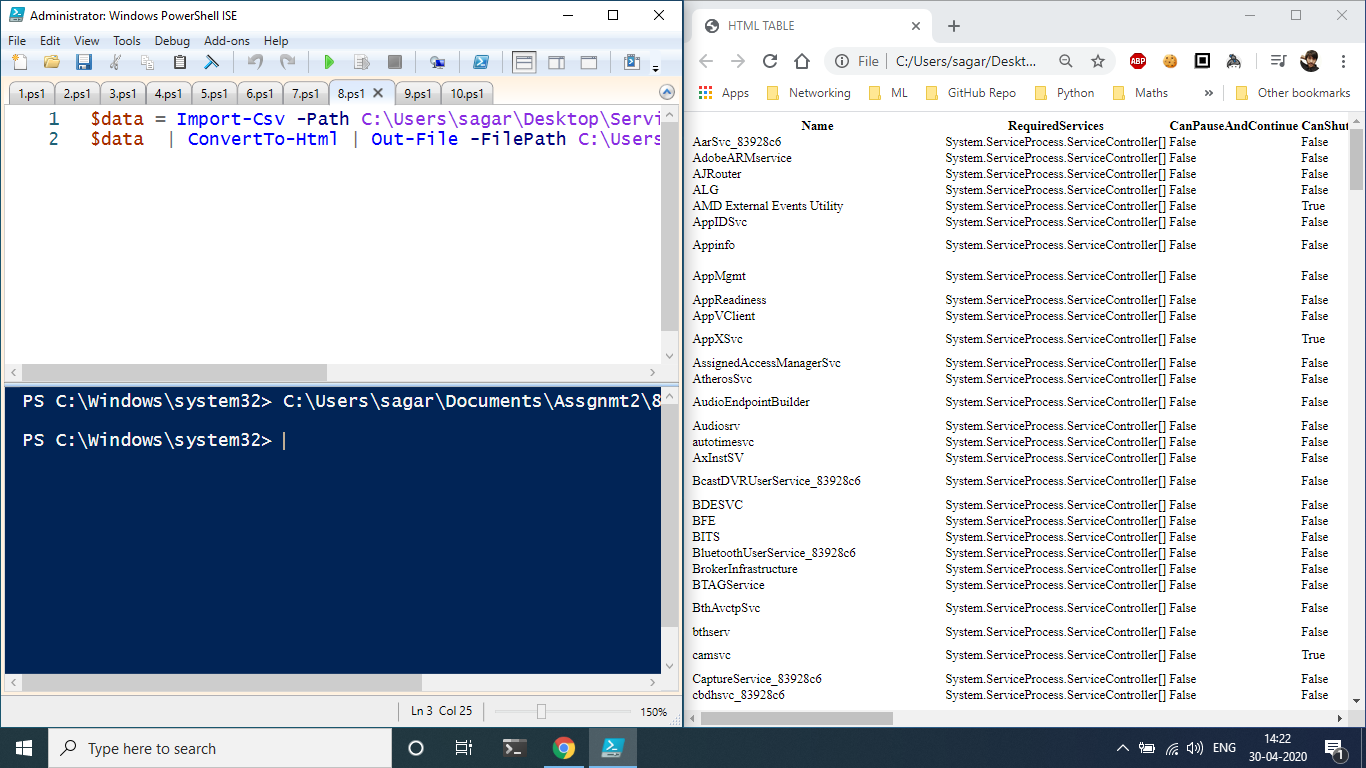 Administrator: Windows PowerShell ISE
File Edit View Tools Debug Add-ons Help
1.ps1 2.ps1 3.ps1 4.ps1 5.ps1 6.ps1 7.ps1 8.ps1 9.ps1 10.ps1
1 $data = Import-Csv -Path C:\Users\sagar\Desktop\Servi
2 $data | ConvertTo-Html | Out-File -FilePath C:\Users
PS C:\Windows\system32> C:\Users\sagar\Documents\Assgnmt2\8
PS C:\Windows\system32>
Ln 3 Col 25 150%
HTML TABLE
File C:/Users/sagar/Deskt... ABP
Apps Networking ML GitHub Repo Python Maths » Other bookmarks
Name RequiredServices CanPauseAndContinue CanShut
AarSvc_83928c6 System.ServiceProcess.ServiceController[] False False
AdobeARMservice System.ServiceProcess.ServiceController[] False False
AJRouter System.ServiceProcess.ServiceController[] False False
ALG System.ServiceProcess.ServiceController[] False False
AMD External Events Utility System.ServiceProcess.ServiceController[] False True
AppIDSvc System.ServiceProcess.ServiceController[] False False
Appinfo System.ServiceProcess.ServiceController[] False False
AppMgmt System.ServiceProcess.ServiceController[] False False
AppReadiness System.ServiceProcess.ServiceController[] False False
AppVClient System.ServiceProcess.ServiceController[] False False
AppXSvc System.ServiceProcess.ServiceController[] False True
AssignedAccessManagerSvc System.ServiceProcess.ServiceController[] False False
AtherosSvc System.ServiceProcess.ServiceController[] False False
AudioEndpointBuilder System.ServiceProcess.ServiceController[] False False
Audiosrv System.ServiceProcess.ServiceController[] False False
autotimesvc System.ServiceProcess.ServiceController[] False False
AxInstSV System.ServiceProcess.ServiceController[] False False
BcastDVRUserService_83928c6 System.ServiceProcess.ServiceController[] False False
BDESVC System.ServiceProcess.ServiceController[] False False
BFE System.ServiceProcess.ServiceController[] False False
BITS System.ServiceProcess.ServiceController[] False False
BluetoothUserService_83928c6 System.ServiceProcess.ServiceController[] False False
BrokerInfrastructure System.ServiceProcess.ServiceController[] False False
BTAGService System.ServiceProcess.ServiceController[] False False
BthAvctpSvc System.ServiceProcess.ServiceController[] False False
bthserv System.ServiceProcess.ServiceController[] False False
camsvc System.ServiceProcess.ServiceController[] False True
CaptureService_83928c6 System.ServiceProcess.ServiceController[] False False
cbdhsvc_83928c6 System.ServiceProcess.ServiceController[] False False
Type here to search
ENG
14:22
30-04-2020
1